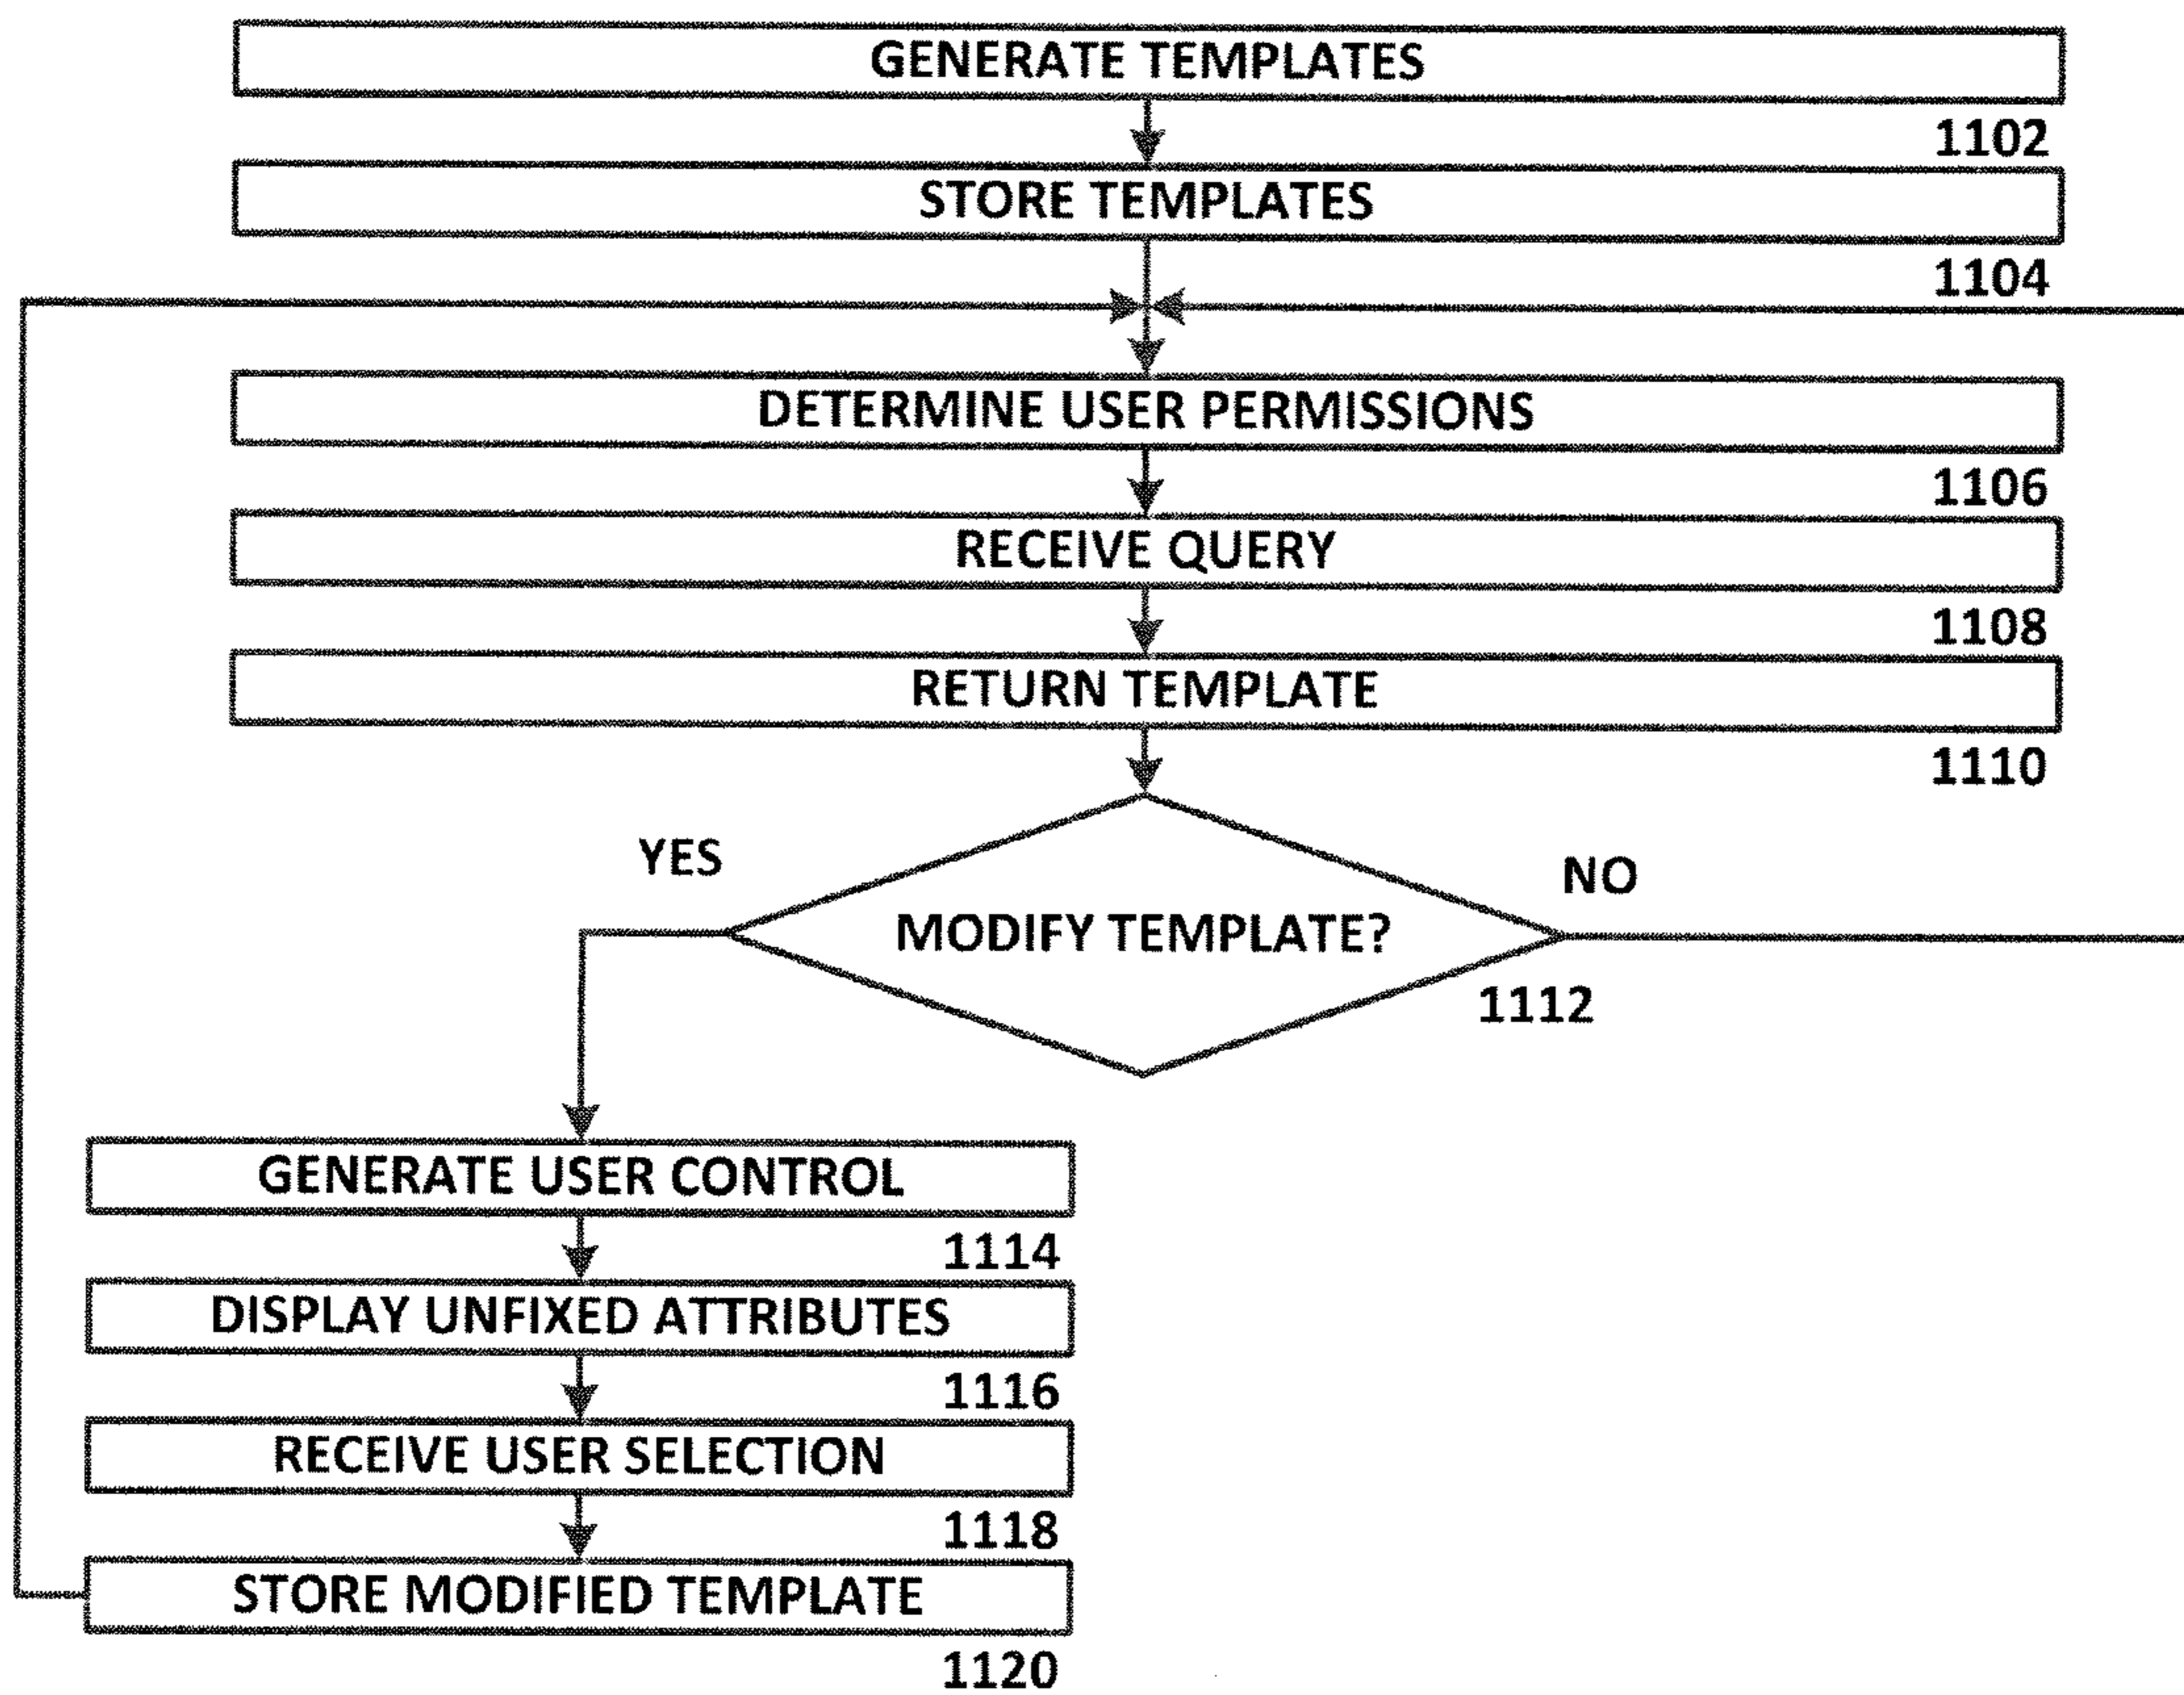 GENERATE TEMPLATES
1102
STORE TEMPLATES
1104
DETERMINE USER PERMISSIONS
1106
RECEIVE QUERY
1108
RETURN TEMPLATE
1110
YES
NO
MODIFY TEMPLATE?
1112
GENERATE USER CONTROL
1114
DISPLAY UNFIXED ATTRIBUTES
1116
RECEIVE USER SELECTION
1118
STORE MODIFIED TEMPLATE
1120